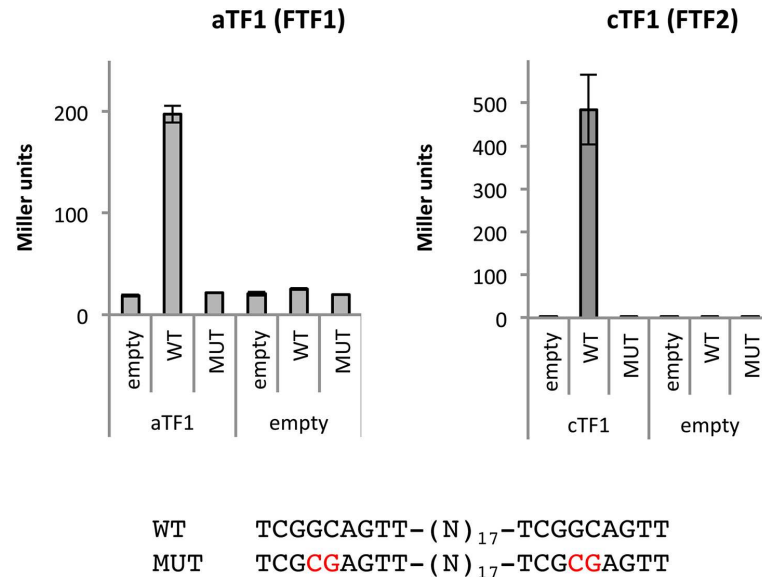 aTF1 (FTF1)
Miller units
200
100
0
empty
WT
MUT
empty
WT
MUT
aTF1
empty
cTF1 (FTF2)
Miller units
500
400
300
200
100
0
empty
WT
MUT
empty
WT
MUT
cTF1
empty
WT TCGGCAGTT-(N)₁₇-TCGGCAGTT
MUT TCGCGAGTT-(N)₁₇-TCGCGAGTT